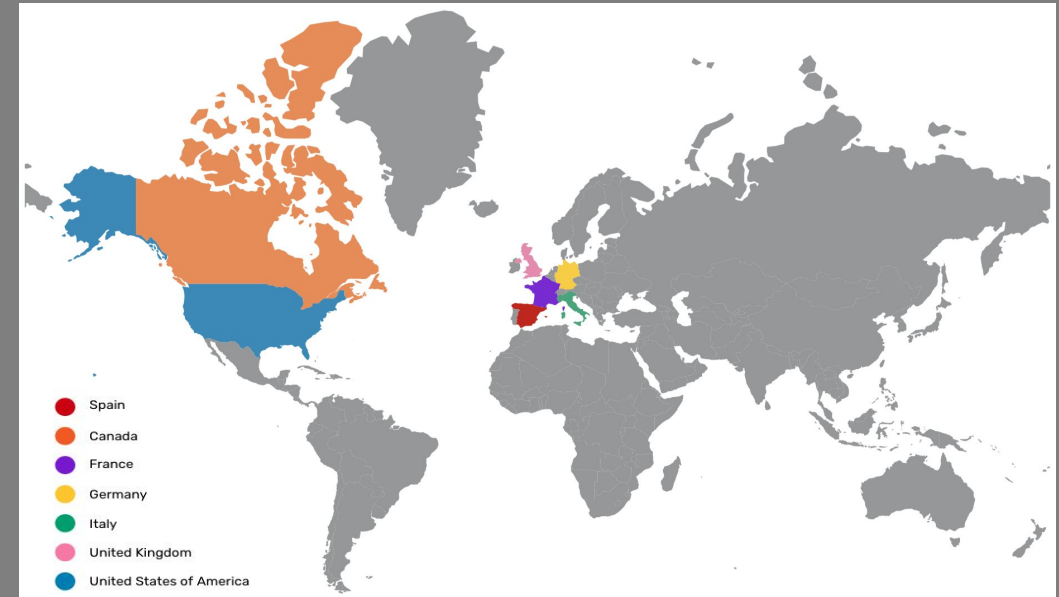 Spain
Canada
France
Germany
Italy
United Kingdom
United States of America